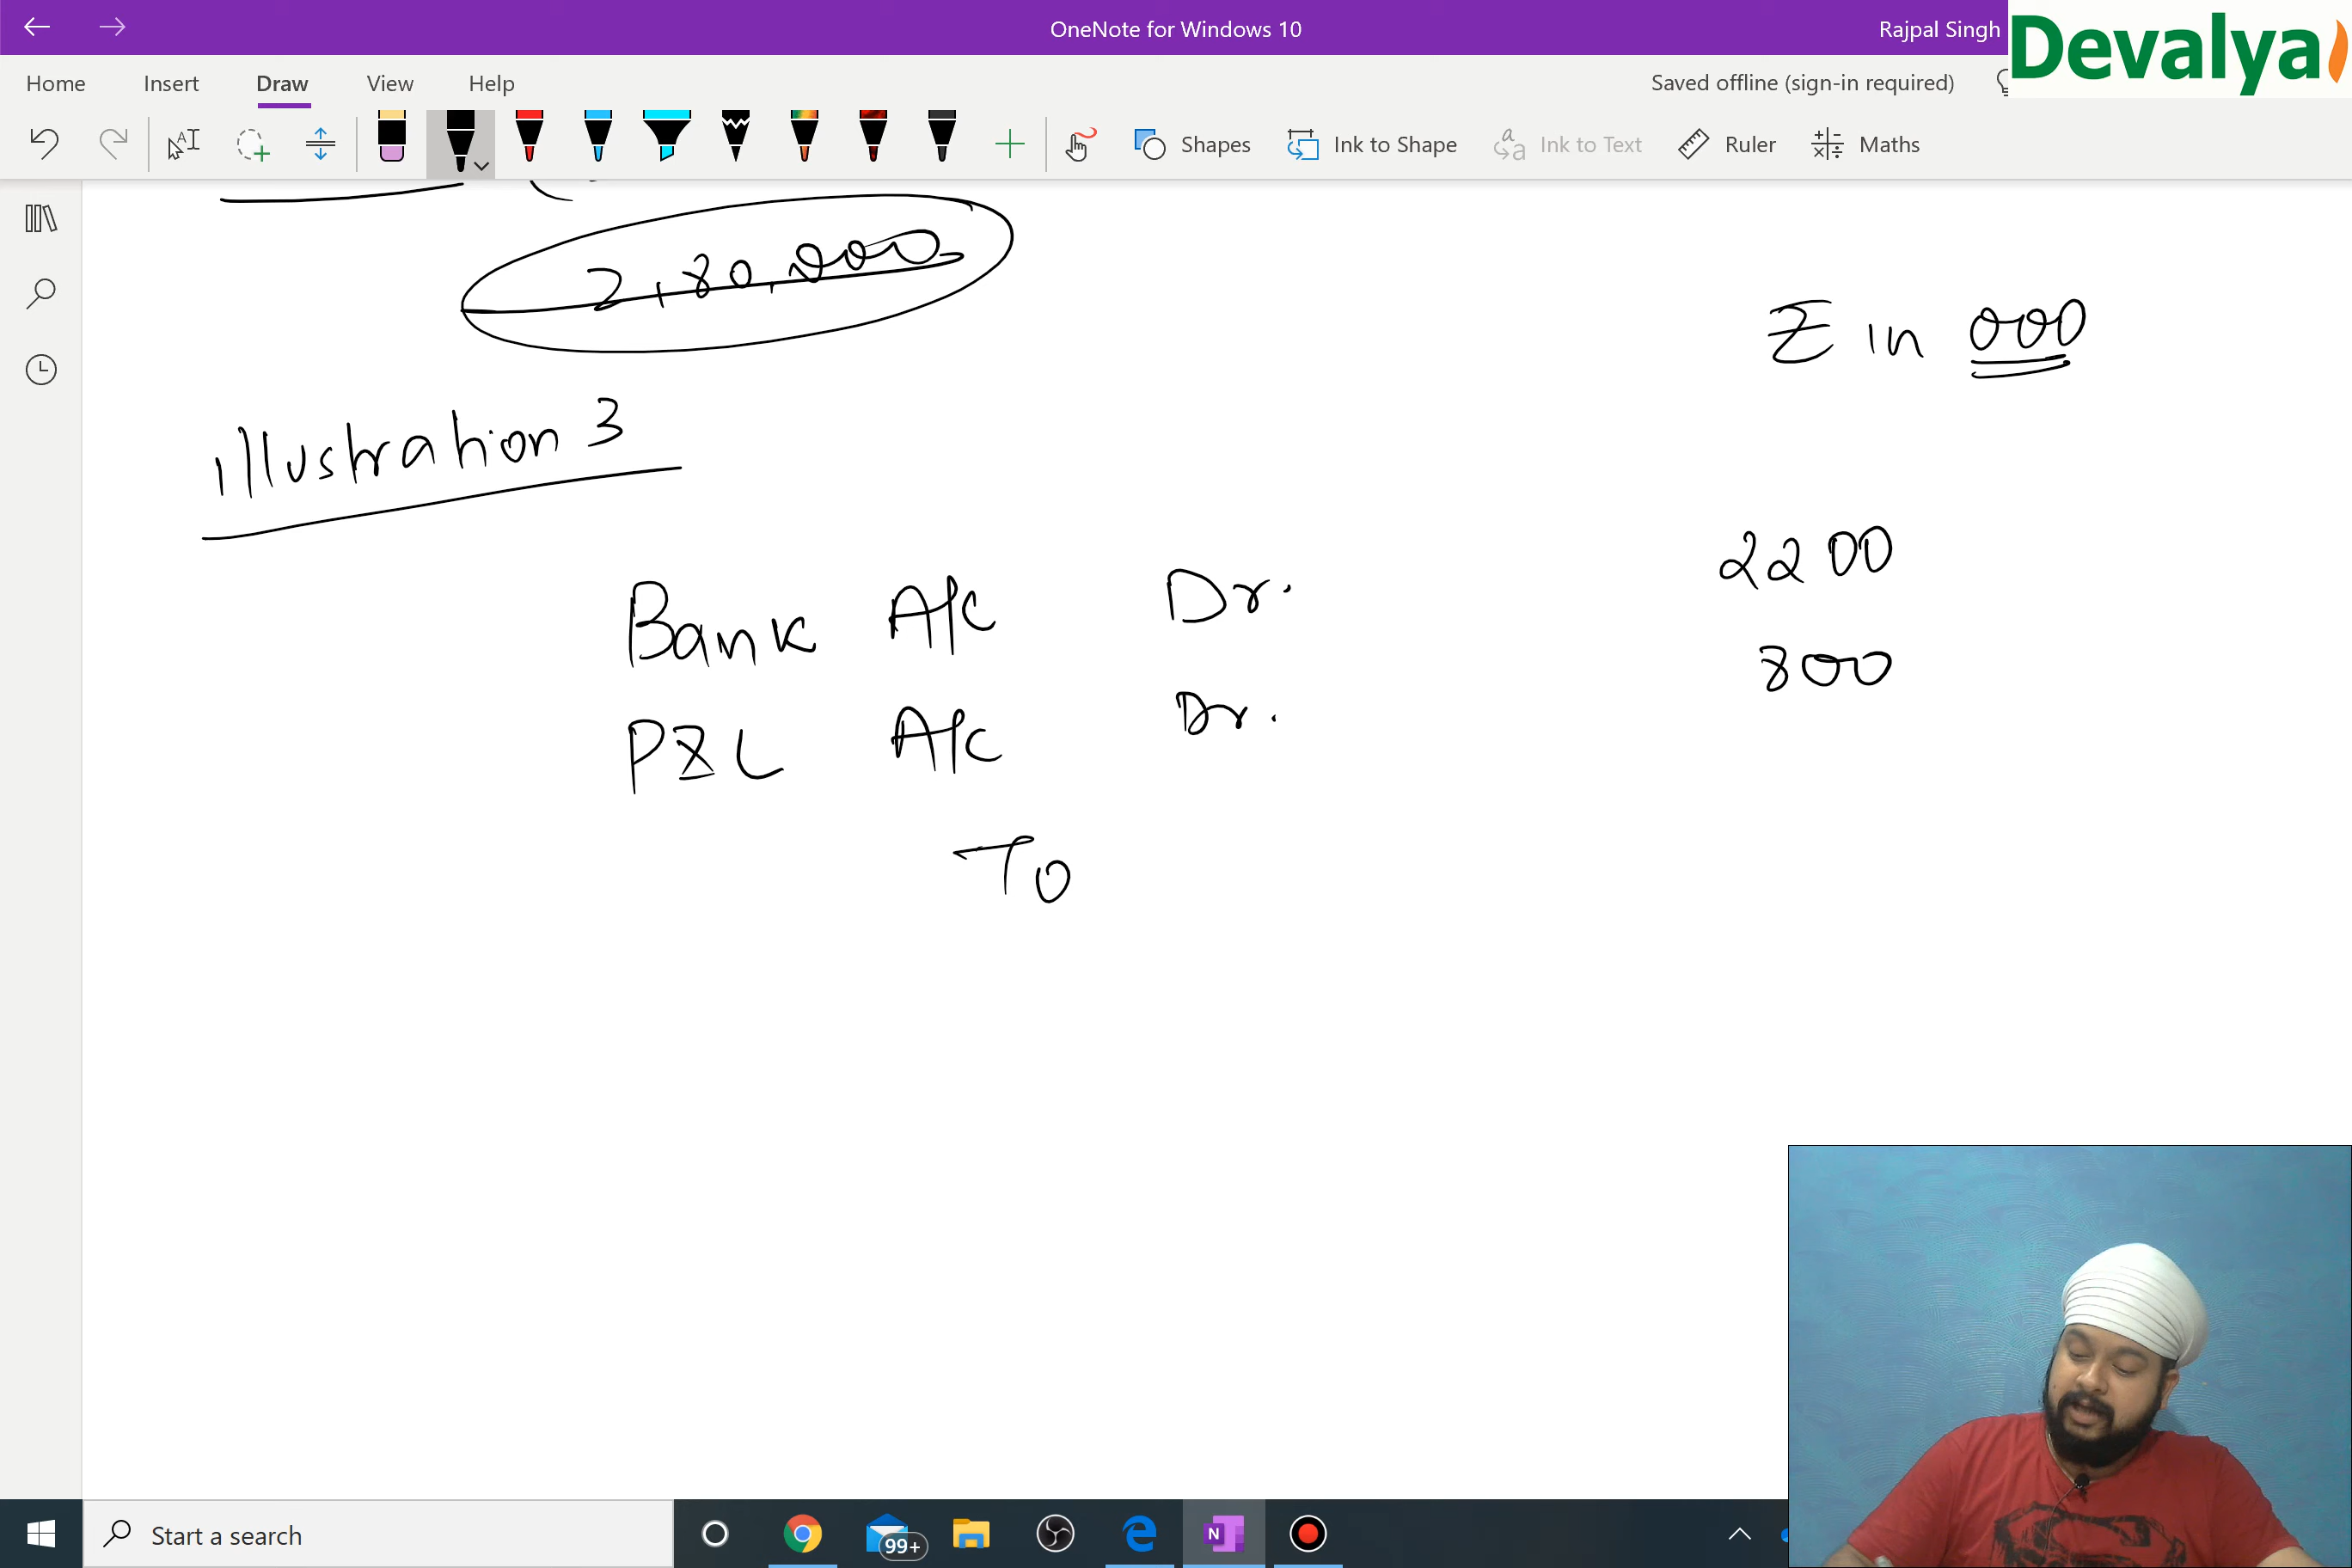 OneNote for Windows 10
Rajpal Singh
Devalya
Home Insert Draw View Help
Saved offline (sign-in required)
Shapes Ink to Shape Ink to Text Ruler Maths
2,80,000
₹ in 000
illustration 3
Bank A/c Dr. 2200
P&L A/c Dr. 800
To
Start a search
99+